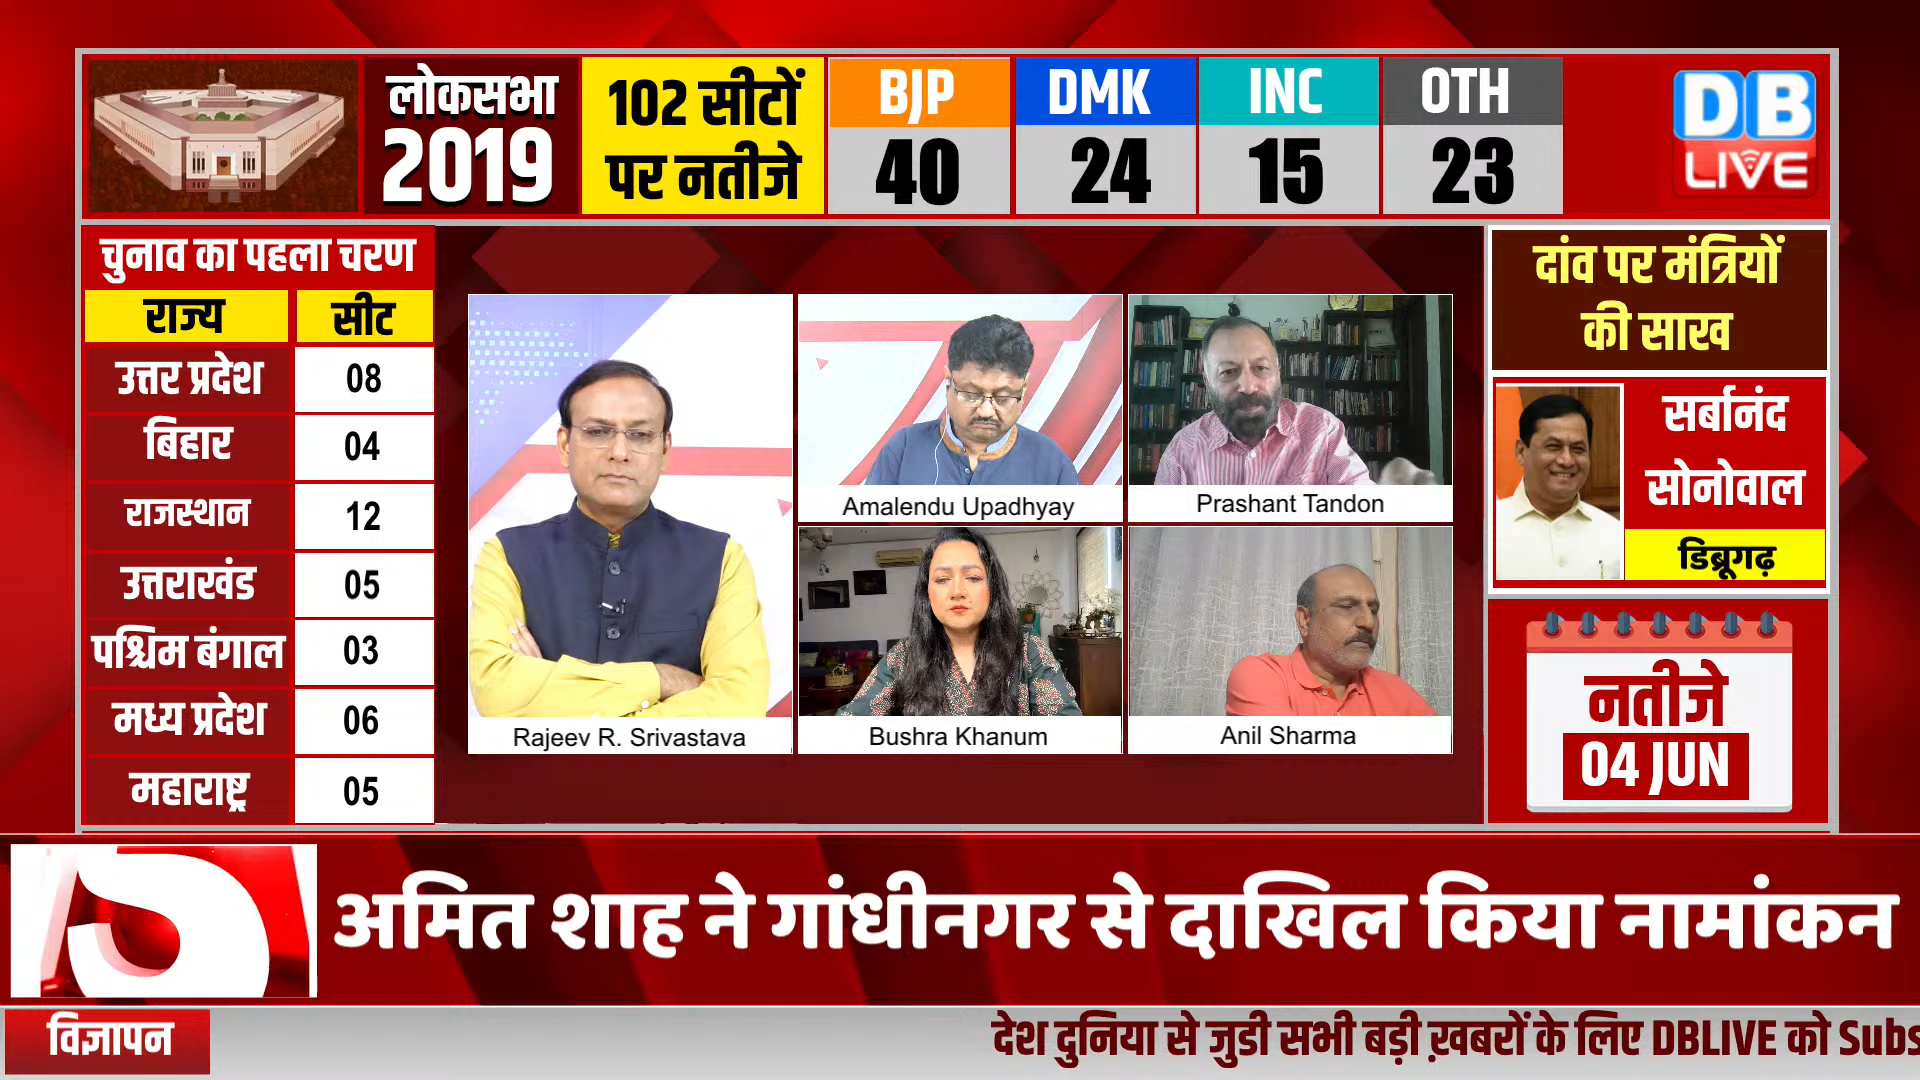 लोकसभा
2019
102 सीटों
पर नतीजे
BJP
40
DMK
24
INC
15
OTH
23
DB
LIVE
चुनाव का पहला चरण
राज्य सीट
उत्तर प्रदेश 08
बिहार 04
राजस्थान 12
उत्तराखंड 05
पश्चिम बंगाल 03
मध्य प्रदेश 06
महाराष्ट्र 05
Rajeev R. Srivastava
Amalendu Upadhyay
Prashant Tandon
Bushra Khanum
Anil Sharma
दांव पर मंत्रियों
की साख
सर्बानंद
सोनोवाल
डिब्रूगढ़
नतीजे
04 JUN
5
अमित शाह ने गांधीनगर से दाखिल किया नामांकन
विज्ञापन
देश दुनिया से जुडी सभी बड़ी ख़बरों के लिए DBLIVE को Subs